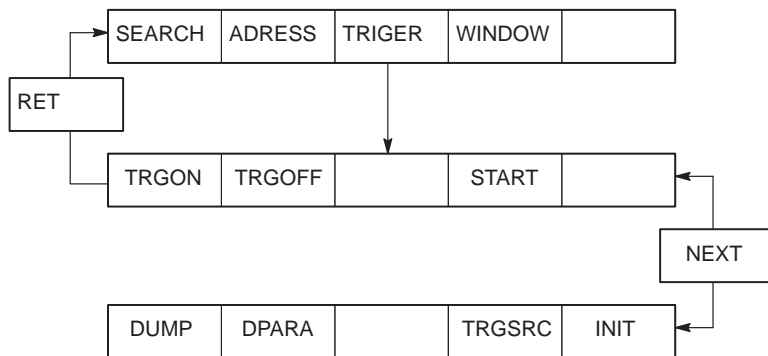 SEARCH ADRESS TRIGER WINDOW
RET
TRGON TRGOFF START
NEXT
DUMP DPARA TRGSRC INIT